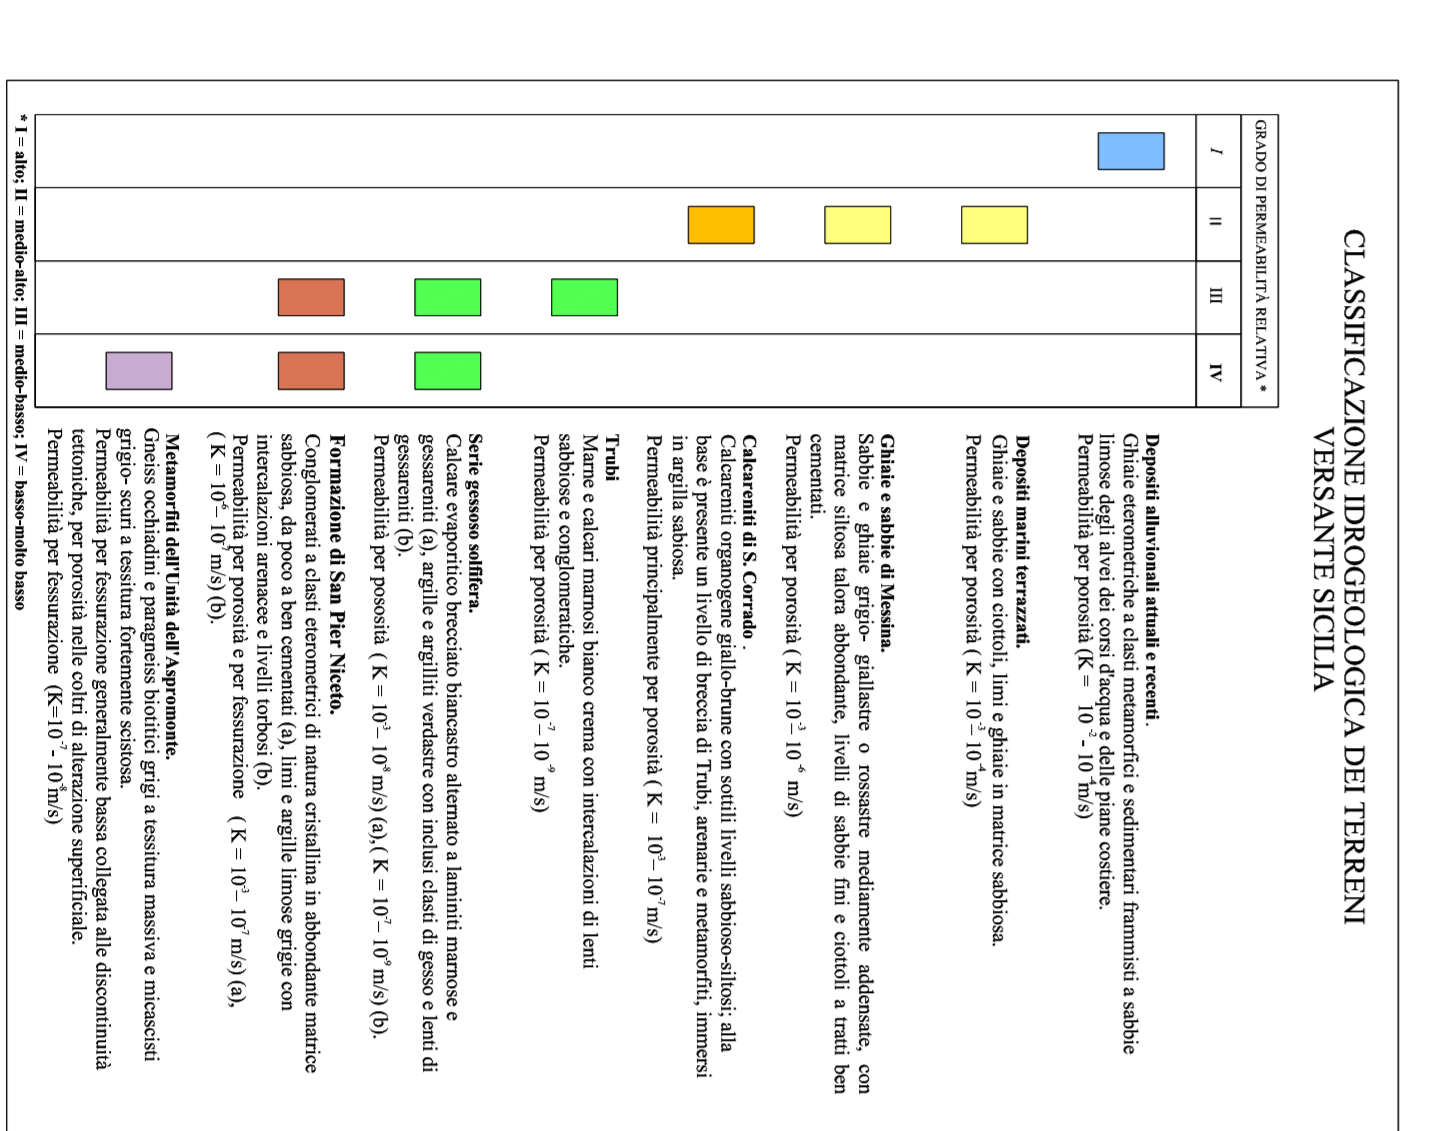 CLASSIFICAZIONE IDROGEOLOGICA DEI TERRENI
VERSANTE SICILIA
GRADO DI PERMEABILITÀ RELATIVA *
I
II
III
IV
Depositi alluvionali attuali e recenti.
Ghiaie eterometriche a clasti metamorfici e sedimentari frammisti a sabbie
limose degli alvei dei corsi d'acqua e delle piane costiere.
Permeabilità per porosità (K = 10⁻² - 10⁻⁴m/s)
Depositi marini terrazzati.
Ghiaie e sabbie con ciottoli, limi e ghiaie in matrice sabbiosa.
Permeabilità per porosità ( K = 10⁻³– 10⁻⁴m/s)
Ghiaie e sabbie di Messina.
Sabbie e ghiaie grigio- giallastre o rossastre mediamente addensate, con
matrice siltosa talora abbondante, livelli di sabbie fini e ciottoli a tratti ben
cementati.
Permeabilità per porosità ( K = 10⁻³– 10⁻⁶ m/s)
Calcareniti di S. Corrado .
Calcareniti organogene giallo-brune con sottili livelli sabbioso-siltosi; alla
base è presente un livello di breccia di Trubi, arenarie e metamorfiti, immersi
in argilla sabiosa.
Permeabilità principalmente per porosità ( K = 10⁻³– 10⁻⁷m/s)
Trubi
Marne e calcari marnosi bianco crema con intercalazioni di lenti
sabbiose e conglomeratiche.
Permeabilità per porosità ( K = 10⁻⁷– 10⁻⁹ m/s)
Serie gessoso solfifera.
Calcare evaporitico brecciato biancastro alternato a laminiti marnose e
gessareniti (a), argille e argilliti verdastre con inclusi clasti di gesso e lenti di
gessareniti (b).
Permeabilità per posositá ( K = 10⁻³– 10⁻⁸ m/s) (a),( K = 10⁻⁷– 10⁻⁹ m/s) (b).
Formazione di San Pier Niceto.
Conglomerati a clasti eterometrici di natura cristallina in abbondante matrice
sabbiosa, da poco a ben cementati (a), limi e argille limose grigie con
intercalazioni arenacee e livelli torbosi (b).
Permeabilità per porosità e per fessurazione ( K = 10⁻³– 10⁻⁷ m/s) (a),
( K = 10⁻⁶– 10⁻⁷ m/s) (b).
Metamorfiti dell'Unità dell'Aspromonte.
Gneiss occhiadini e paragneiss biotitici grigi a tessitura massiva e micascisti
grigio- scuri a tessitura fortemente scistosa.
Permeabilità per fessurazione generalmente bassa collegata alle discontinuità
tettoniche, per porosità nelle coltri di alterazione superificiale.
Permeabilità per fessurazione (K=10⁻⁷ - 10⁻⁸m/s)
* I = alto; II = medio-alto; III = medio-basso; IV = basso-molto basso